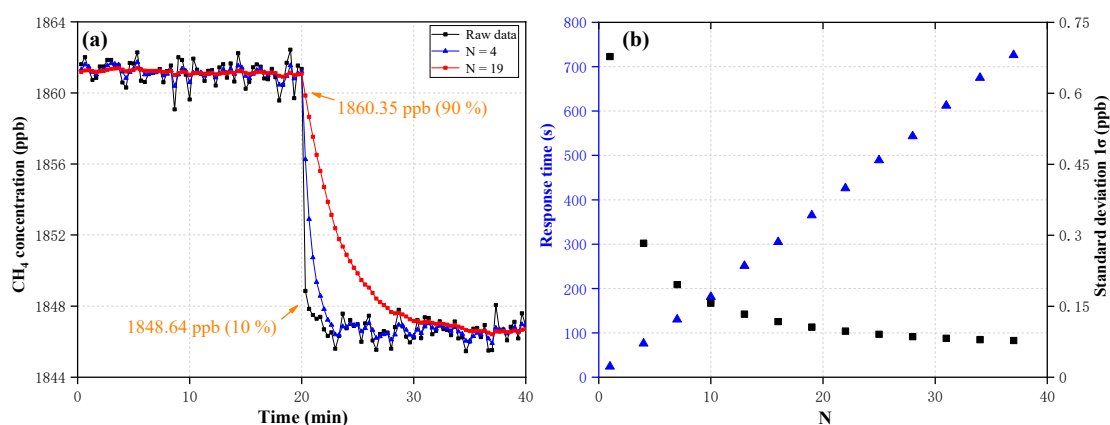 (a)
Raw data
N = 4
N = 19
1860.35 ppb (90 %)
1848.64 ppb (10 %)
CH₄ concentration (ppb)
1864
1860
1856
1852
1848
1844
0 10 20 30 40
Time (min)
(b)
Response time (s)
800
700
600
500
400
300
200
100
0
0 10 20 30 40
N
0.75
0.6
0.45
0.3
0.15
0
Standard deviation 1σ (ppb)